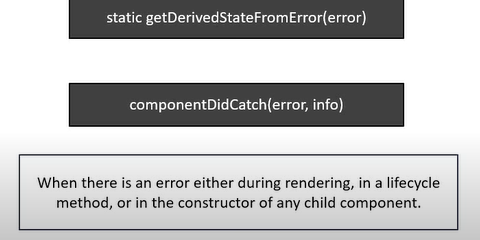 static getDerivedStateFromError(error)
componentDidCatch(error, info)
When there is an error either during rendering, in a lifecycle
method, or in the constructor of any child component.